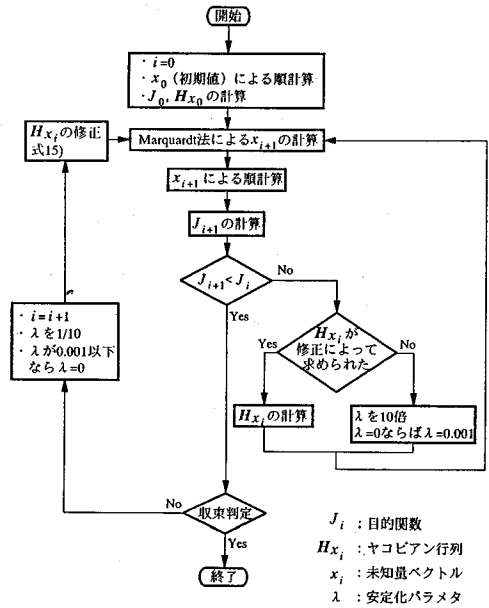 開始
・i=0
・x0（初期値）による順計算
・J0, Hx0 の計算
Hxiの修正
式15)
Marquardt法によるxi+1の計算
xi+1による順計算
Ji+1の計算
Ji+1<Ji
No
Yes
Hxiが
修正によって
求められた
Yes
No
・i=i+1
・λを1/10
・λが0.001以下
ならλ=0
Hxiの計算
λを10倍
λ=0ならばλ=0.001
No
収束判定
Yes
終了
Ji：目的関数
Hxi：ヤコビアン行列
xi：未知量ベクトル
λ：安定化パラメタ